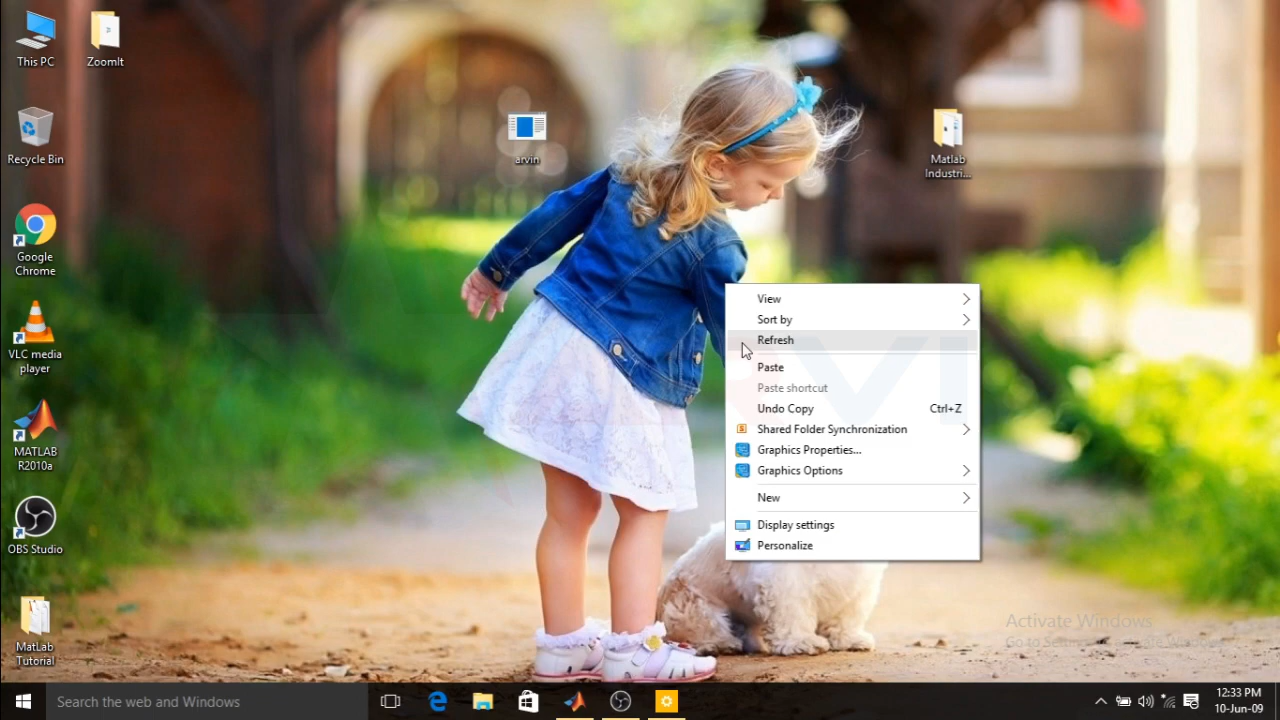 This PC
ZoomIt
Recycle Bin
arvin
Matlab
Industri...
Google
Chrome
VLC media
player
MATLAB
R2010a
OBS Studio
MatLab
Tutorial
View
Sort by
Refresh
Paste
Paste shortcut
Undo Copy Ctrl+Z
Shared Folder Synchronization
Graphics Properties...
Graphics Options
New
Display settings
Personalize
Activate Windows
Search the web and Windows
12:33 PM
10-Jun-09